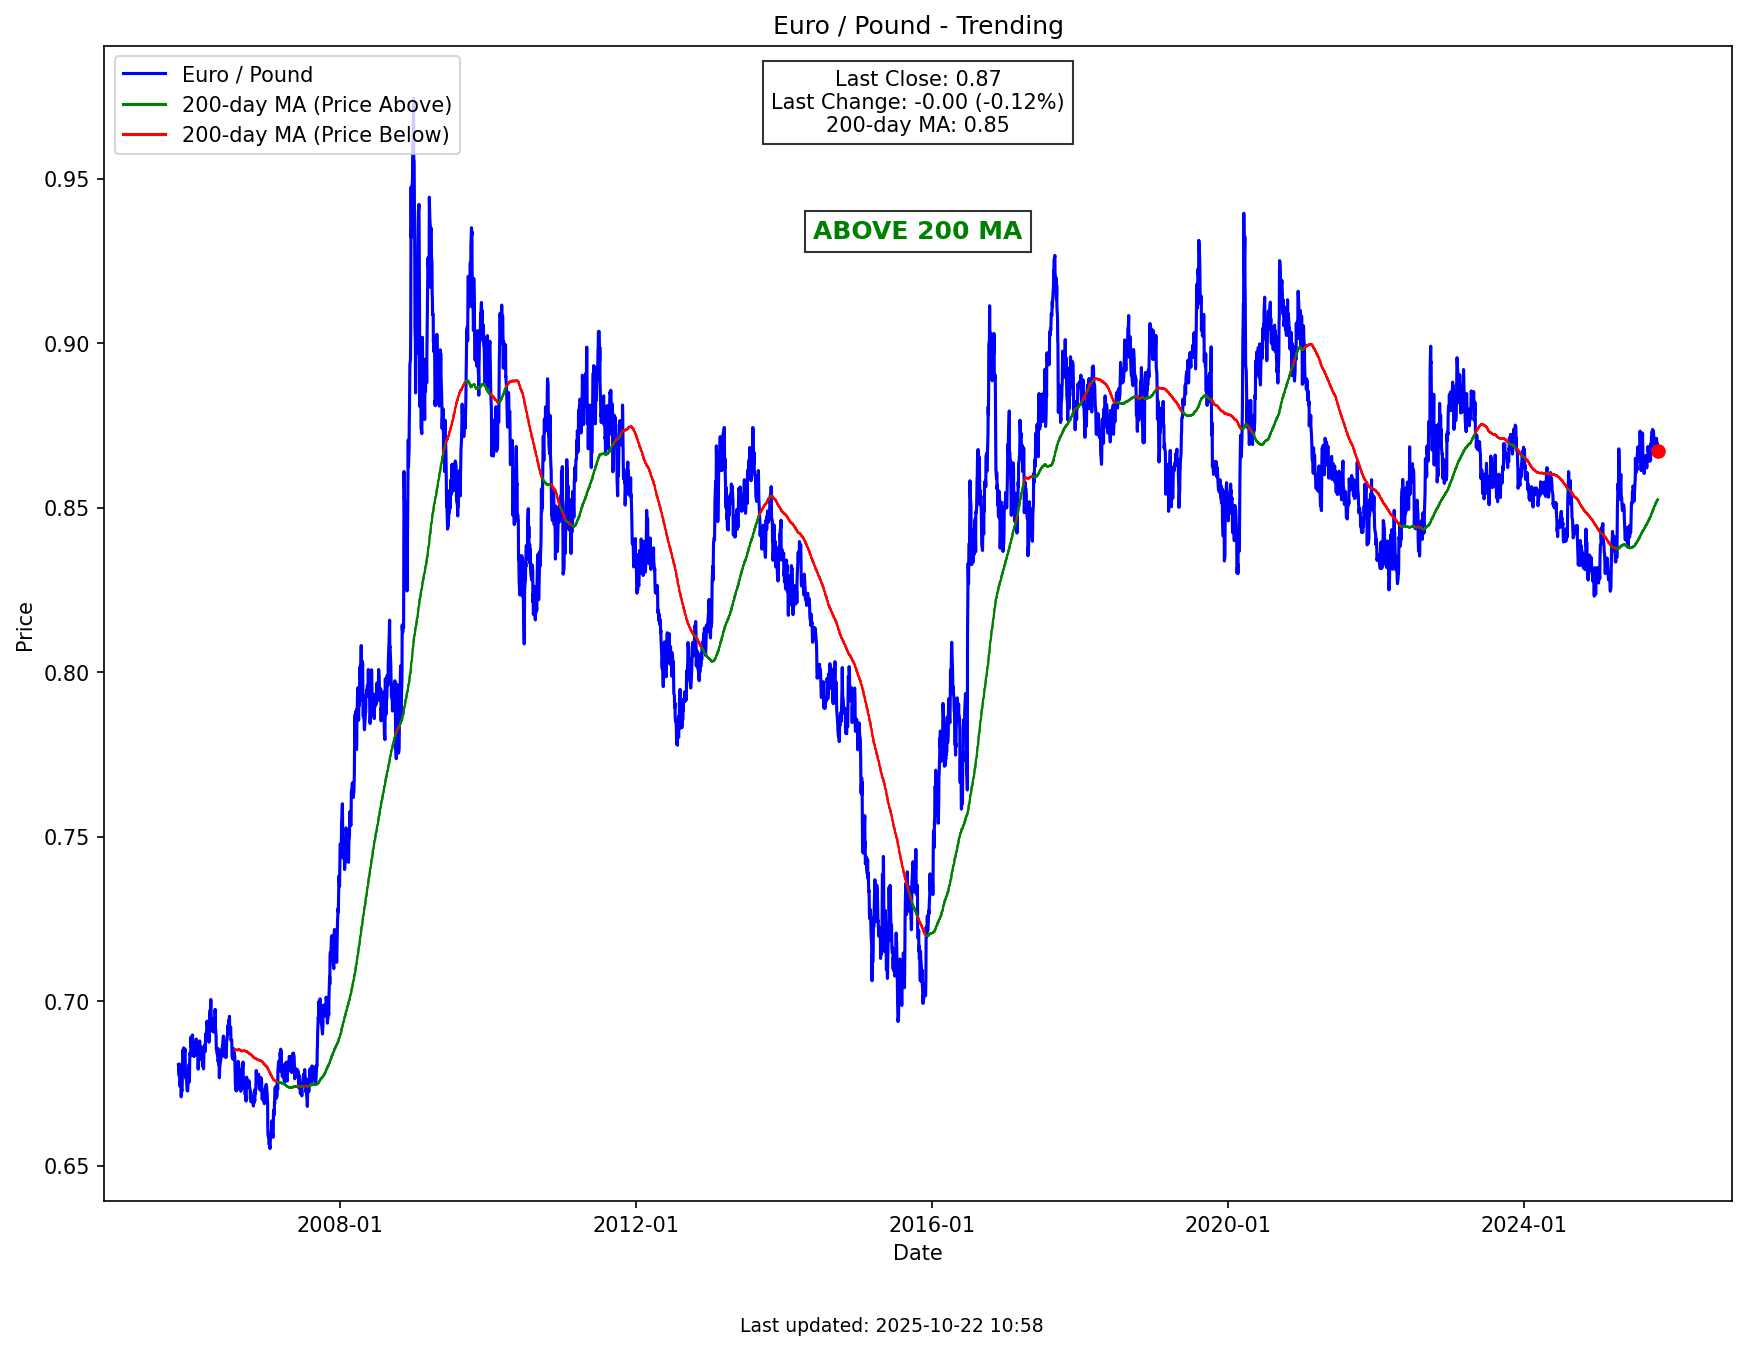 Euro / Pound - Trending
Euro / Pound
200-day MA (Price Above)
200-day MA (Price Below)
Last Close: 0.87
Last Change: -0.00 (-0.12%)
200-day MA: 0.85
ABOVE 200 MA
Price
0.95
0.90
0.85
0.80
0.75
0.70
0.65
2008-01
2012-01
2016-01
2020-01
2024-01
Date
Last updated: 2025-10-22 10:58